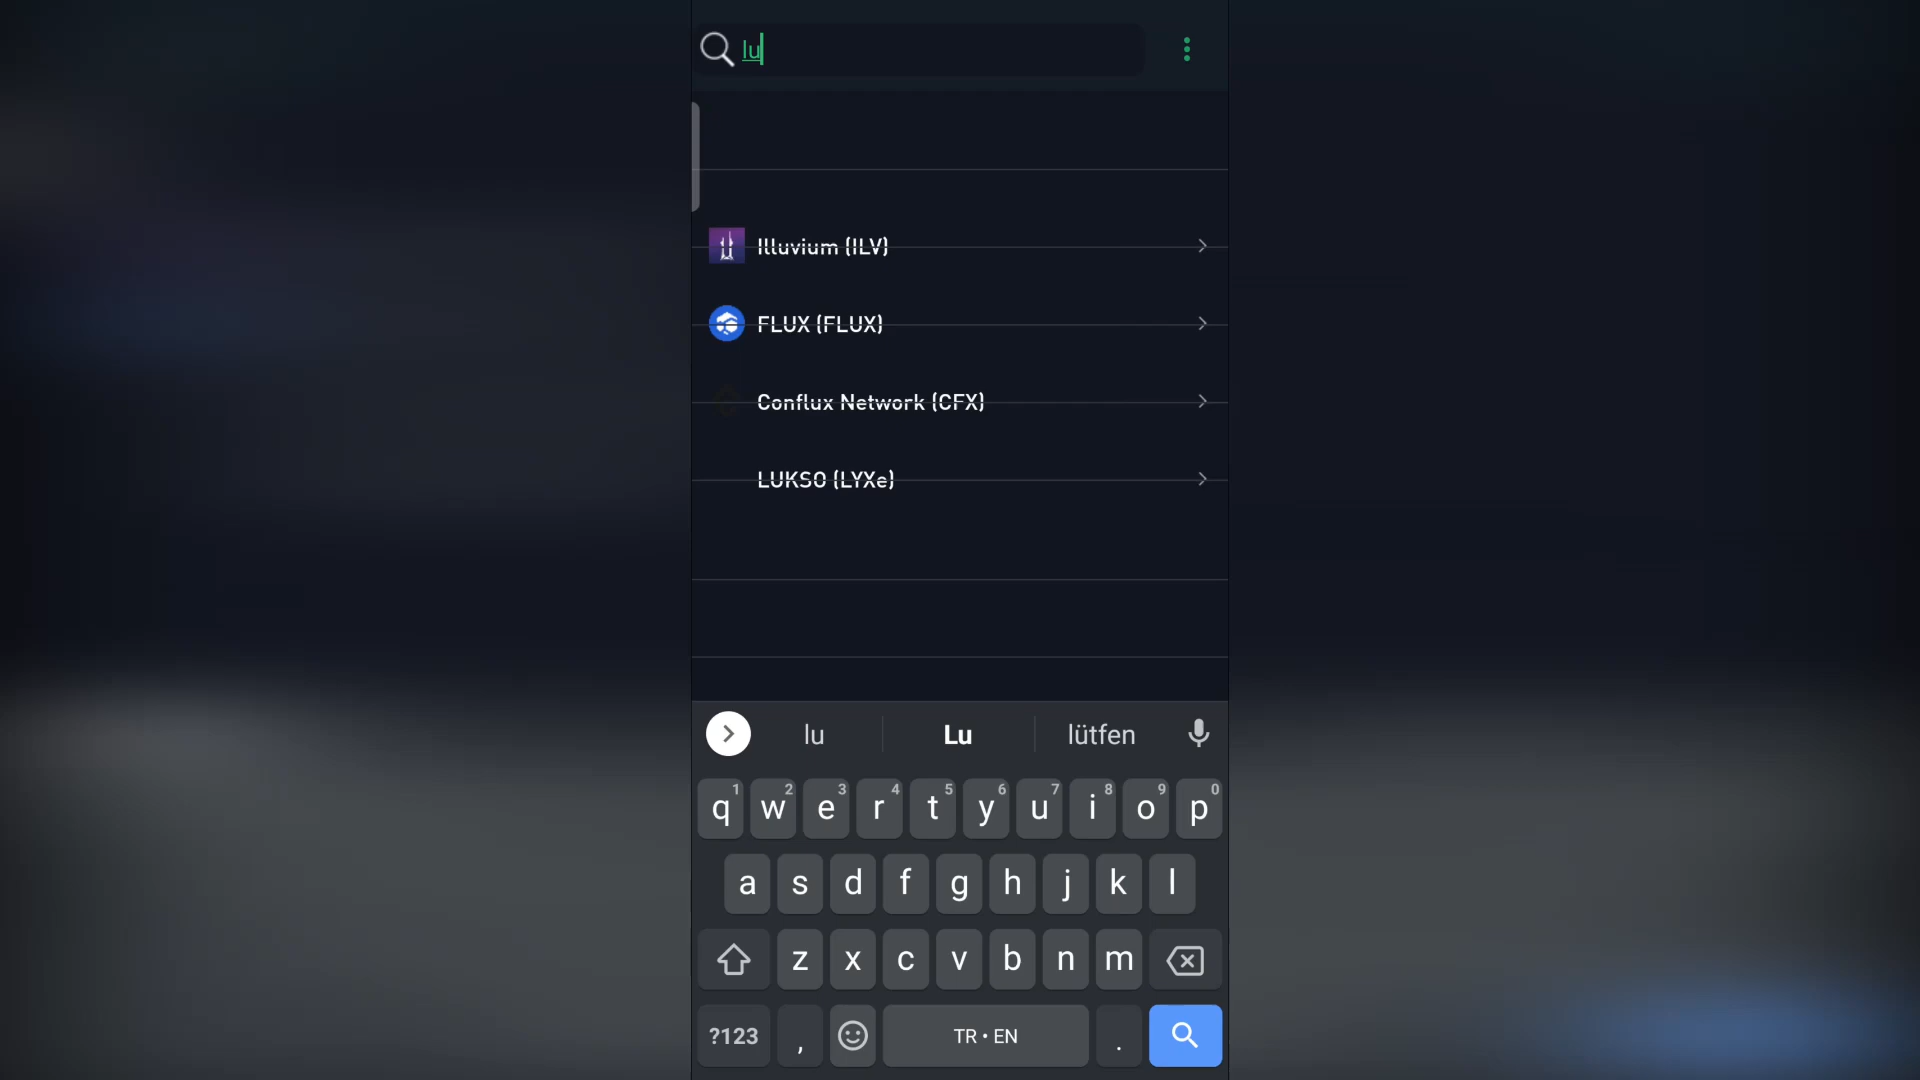 lu
Illuvium (ILV)
FLUX (FLUX)
Conflux Network (CFX)
LUKSO (LYXe)
lu Lu lütfen
1 2 3 4 5 6 7 8 9 0
q w e r t y u i o p
a s d f g h j k l
z x c v b n m
?123 , TR • EN .